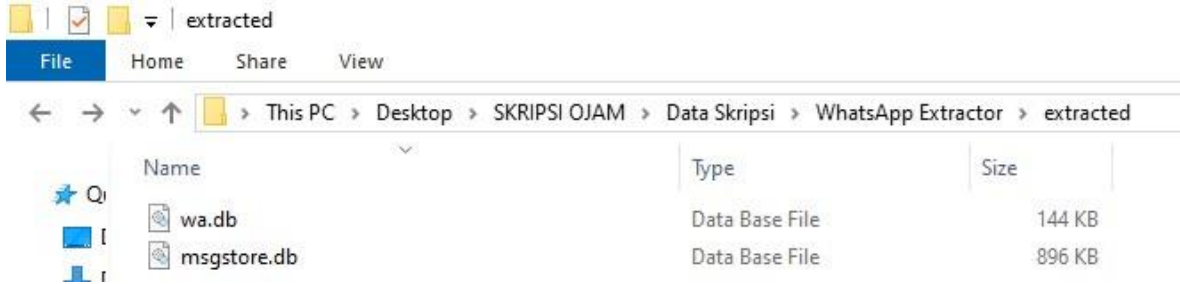 extracted
File Home Share View
This PC > Desktop > SKRIPSI OJAM > Data Skripsi > WhatsApp Extractor > extracted
Name Type Size
wa.db Data Base File 144 KB
msgstore.db Data Base File 896 KB